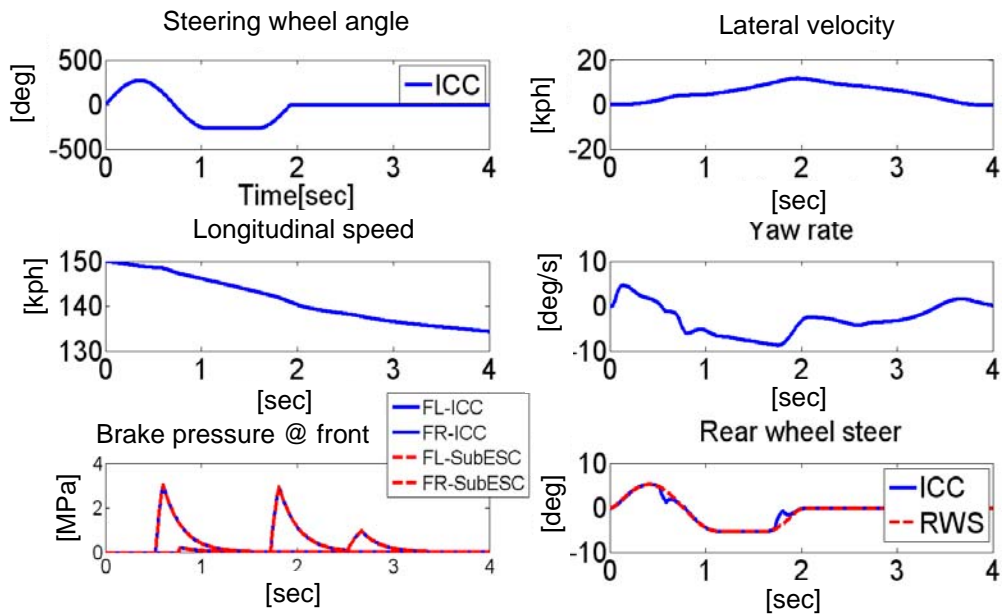 Steering wheel angle
[deg]
500
0
-500
ICC
0 1 2 3 4
Time[sec]
Lateral velocity
[kph]
20
0
-20
0 1 2 3 4
[sec]
Longitudinal speed
[kph]
150
140
130
0 1 2 3 4
[sec]
Yaw rate
[deg/s]
10
0
-10
0 1 2 3 4
[sec]
Brake pressure @ front
FL-ICC
FR-ICC
FL-SubESC
FR-SubESC
[MPa]
4
2
0
0 1 2 3 4
[sec]
Rear wheel steer
[deg]
10
0
-10
ICC
RWS
0 1 2 3 4
[sec]